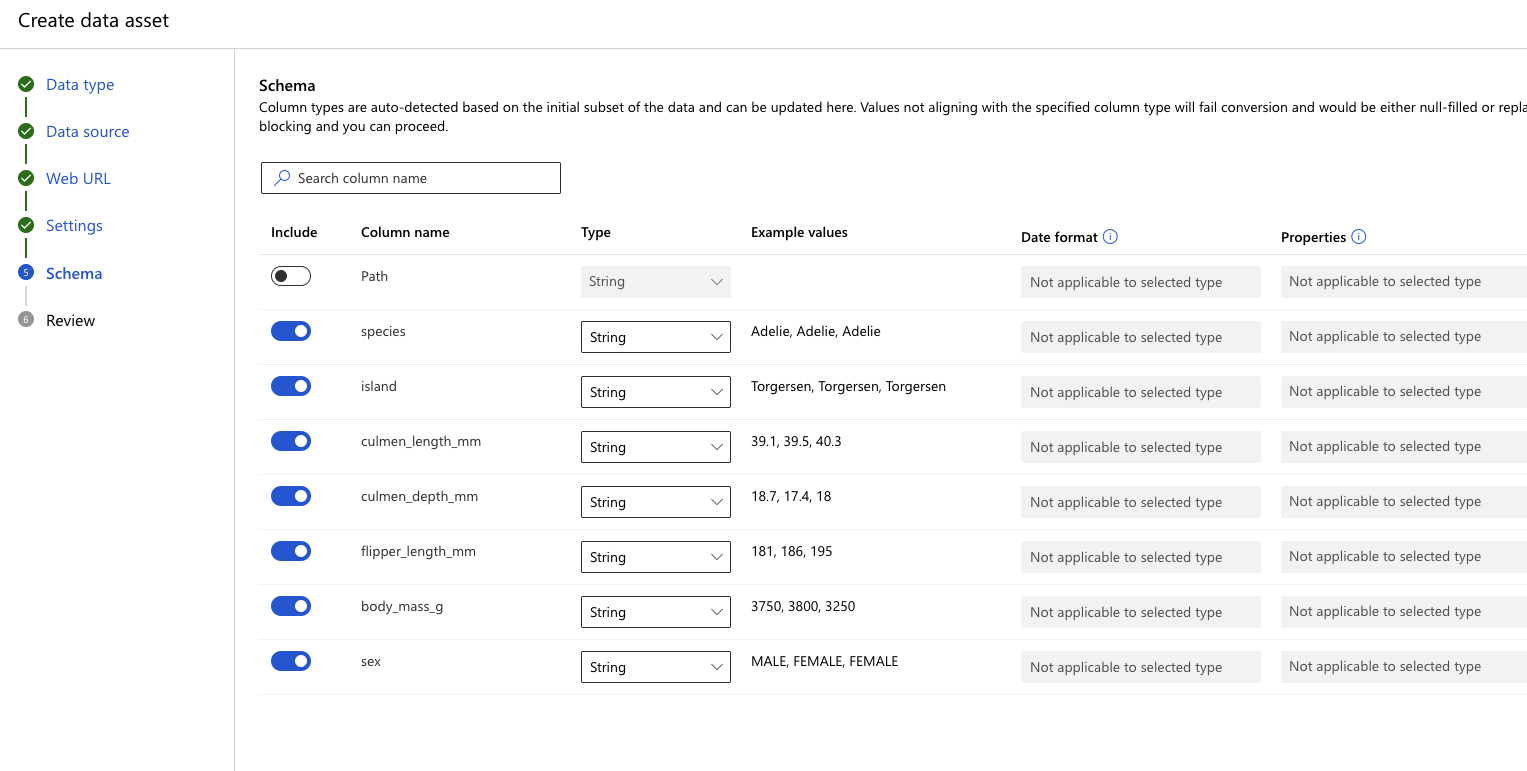 Create data asset
Data type
Data source
Web URL
Settings
5 Schema
6 Review
Schema
Column types are auto-detected based on the initial subset of the data and can be updated here. Values not aligning with the specified column type will fail conversion and would be either null-filled or
blocking and you can proceed.
Search column name
Include Column name Type Example values Date format Properties
Path String Not applicable to selected type Not applicable to selected type
species String Adelie, Adelie, Adelie Not applicable to selected type Not applicable to selected type
island String Torgersen, Torgersen, Torgersen Not applicable to selected type Not applicable to selected type
culmen_length_mm String 39.1, 39.5, 40.3 Not applicable to selected type Not applicable to selected type
culmen_depth_mm String 18.7, 17.4, 18 Not applicable to selected type Not applicable to selected type
flipper_length_mm String 181, 186, 195 Not applicable to selected type Not applicable to selected type
body_mass_g String 3750, 3800, 3250 Not applicable to selected type Not applicable to selected type
sex String MALE, FEMALE, FEMALE Not applicable to selected type Not applicable to selected type